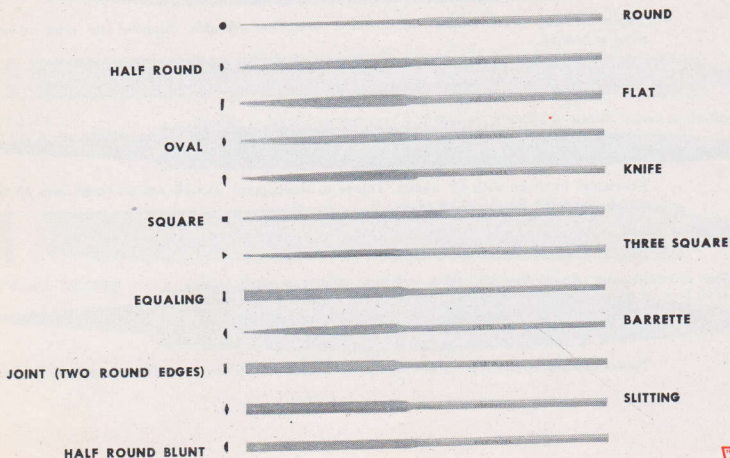 ROUND
HALF ROUND
FLAT
OVAL
KNIFE
SQUARE
THREE SQUARE
EQUALING
BARRETTE
JOINT (TWO ROUND EDGES)
SLITTING
HALF ROUND BLUNT